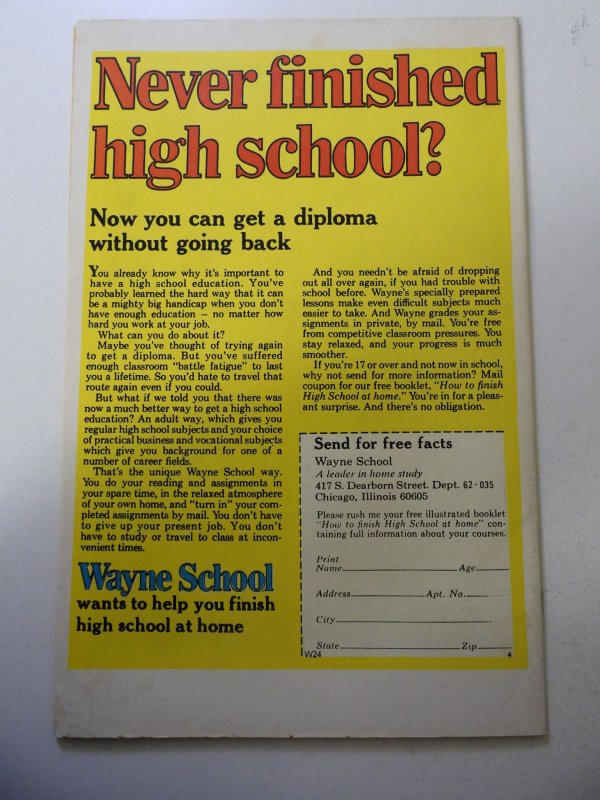 Never finished
high school?
Now you can get a diploma
without going back
You already know why it's important to
have a high school education. You've
probably learned the hard way that it can
be a mighty big handicap when you don't
have enough education – no matter how
hard you work at your job.
What can you do about it?
Maybe you've thought of trying again
to get a diploma. But you've suffered
enough classroom "battle fatigue" to last
you a lifetime. So you'd hate to travel that
route again even if you could.
But what if we told you that there was
now a much better way to get a high school
education? An adult way, which gives you
regular high school subjects and your choice
of practical business and vocational subjects
which give you background for one of a
number of career fields.
That's the unique Wayne School way.
You do your reading and assignments in
your spare time, in the relaxed atmosphere
of your own home, and "turn in" your com-
pleted assignments by mail. You don't have
to give up your present job. You don't
have to study or travel to class at incon-
venient times.
Wayne School
wants to help you finish
high school at home
And you needn't be afraid of dropping
out all over again, if you had trouble with
school before. Wayne's specially prepared
lessons make even difficult subjects much
easier to take. And Wayne grades your as-
signments in private, by mail. You're free
from competitive classroom pressures. You
stay relaxed, and your progress is much
smoother.
If you're 17 or over and not now in school,
why not send for more information? Mail
coupon for our free booklet, "How to finish
High School at home." You're in for a pleas-
ant surprise. And there's no obligation.
Send for free facts
Wayne School
A leader in home study
417 S. Dearborn Street. Dept. 62-035
Chicago, Illinois 60605
Please rush me your free illustrated booklet
"How to finish High School at home" con-
taining full information about your courses.
Print
Name Age
Address Apt. No.
City
State Zip
W24 4